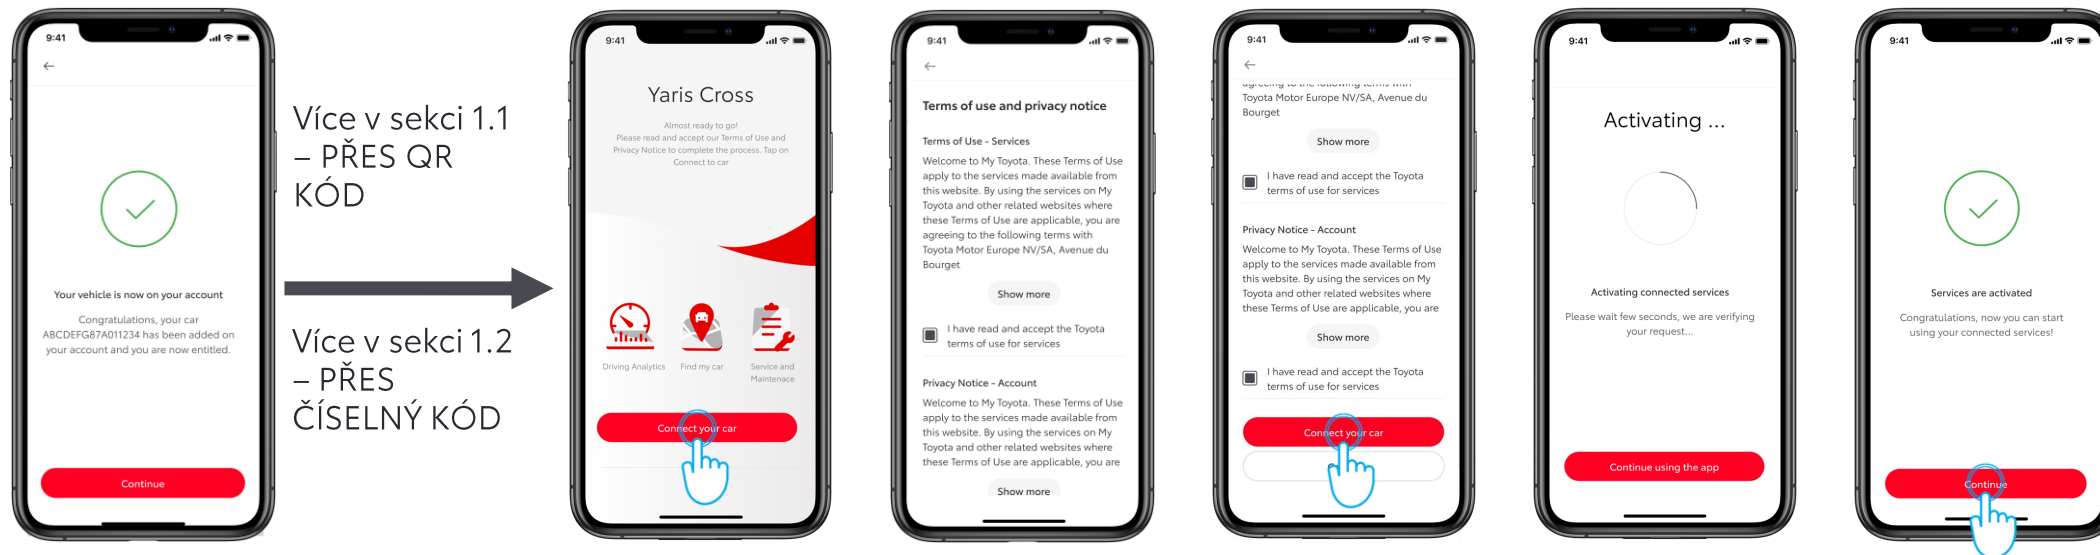 9:41
Your vehicle is now on your account
Congratulations, your car
ABCDEFG87A011234 has been added on
your account and you are now entitled.
Continue
Více v sekci 1.1
– PŘES QR
KÓD
Více v sekci 1.2
– PŘES
ČÍSELNÝ KÓD
9:41
Yaris Cross
Almost ready to go!
Please read and accept our Terms of Use and
Privacy Notice to complete the process. Tap on
Connect to car
Driving Analytics
Find my car
Service and
Maintenace
Connect your car
9:41
Terms of use and privacy notice
Terms of Use - Services
Welcome to My Toyota. These Terms of Use
apply to the services made available from
this website. By using the services on My
Toyota and other related websites where
these Terms of Use are applicable, you are
agreeing to the following terms with
Toyota Motor Europe NV/SA, Avenue du
Bourget
Show more
I have read and accept the Toyota
terms of use for services
Privacy Notice - Account
Welcome to My Toyota. These Terms of Use
apply to the services made available from
this website. By using the services on My
Toyota and other related websites where
these Terms of Use are applicable, you are
Show more
9:41
agreeing to the following terms with
Toyota Motor Europe NV/SA, Avenue du
Bourget
Show more
I have read and accept the Toyota
terms of use for services
Privacy Notice - Account
Welcome to My Toyota. These Terms of Use
apply to the services made available from
this website. By using the services on My
Toyota and other related websites where
these Terms of Use are applicable, you are
Show more
I have read and accept the Toyota
terms of use for services
Connect your car
9:41
Activating ...
Activating connected services
Please wait few seconds, we are verifying
your request...
Continue using the app
9:41
Services are activated
Congratulations, now you can start
using your connected services!
Continue